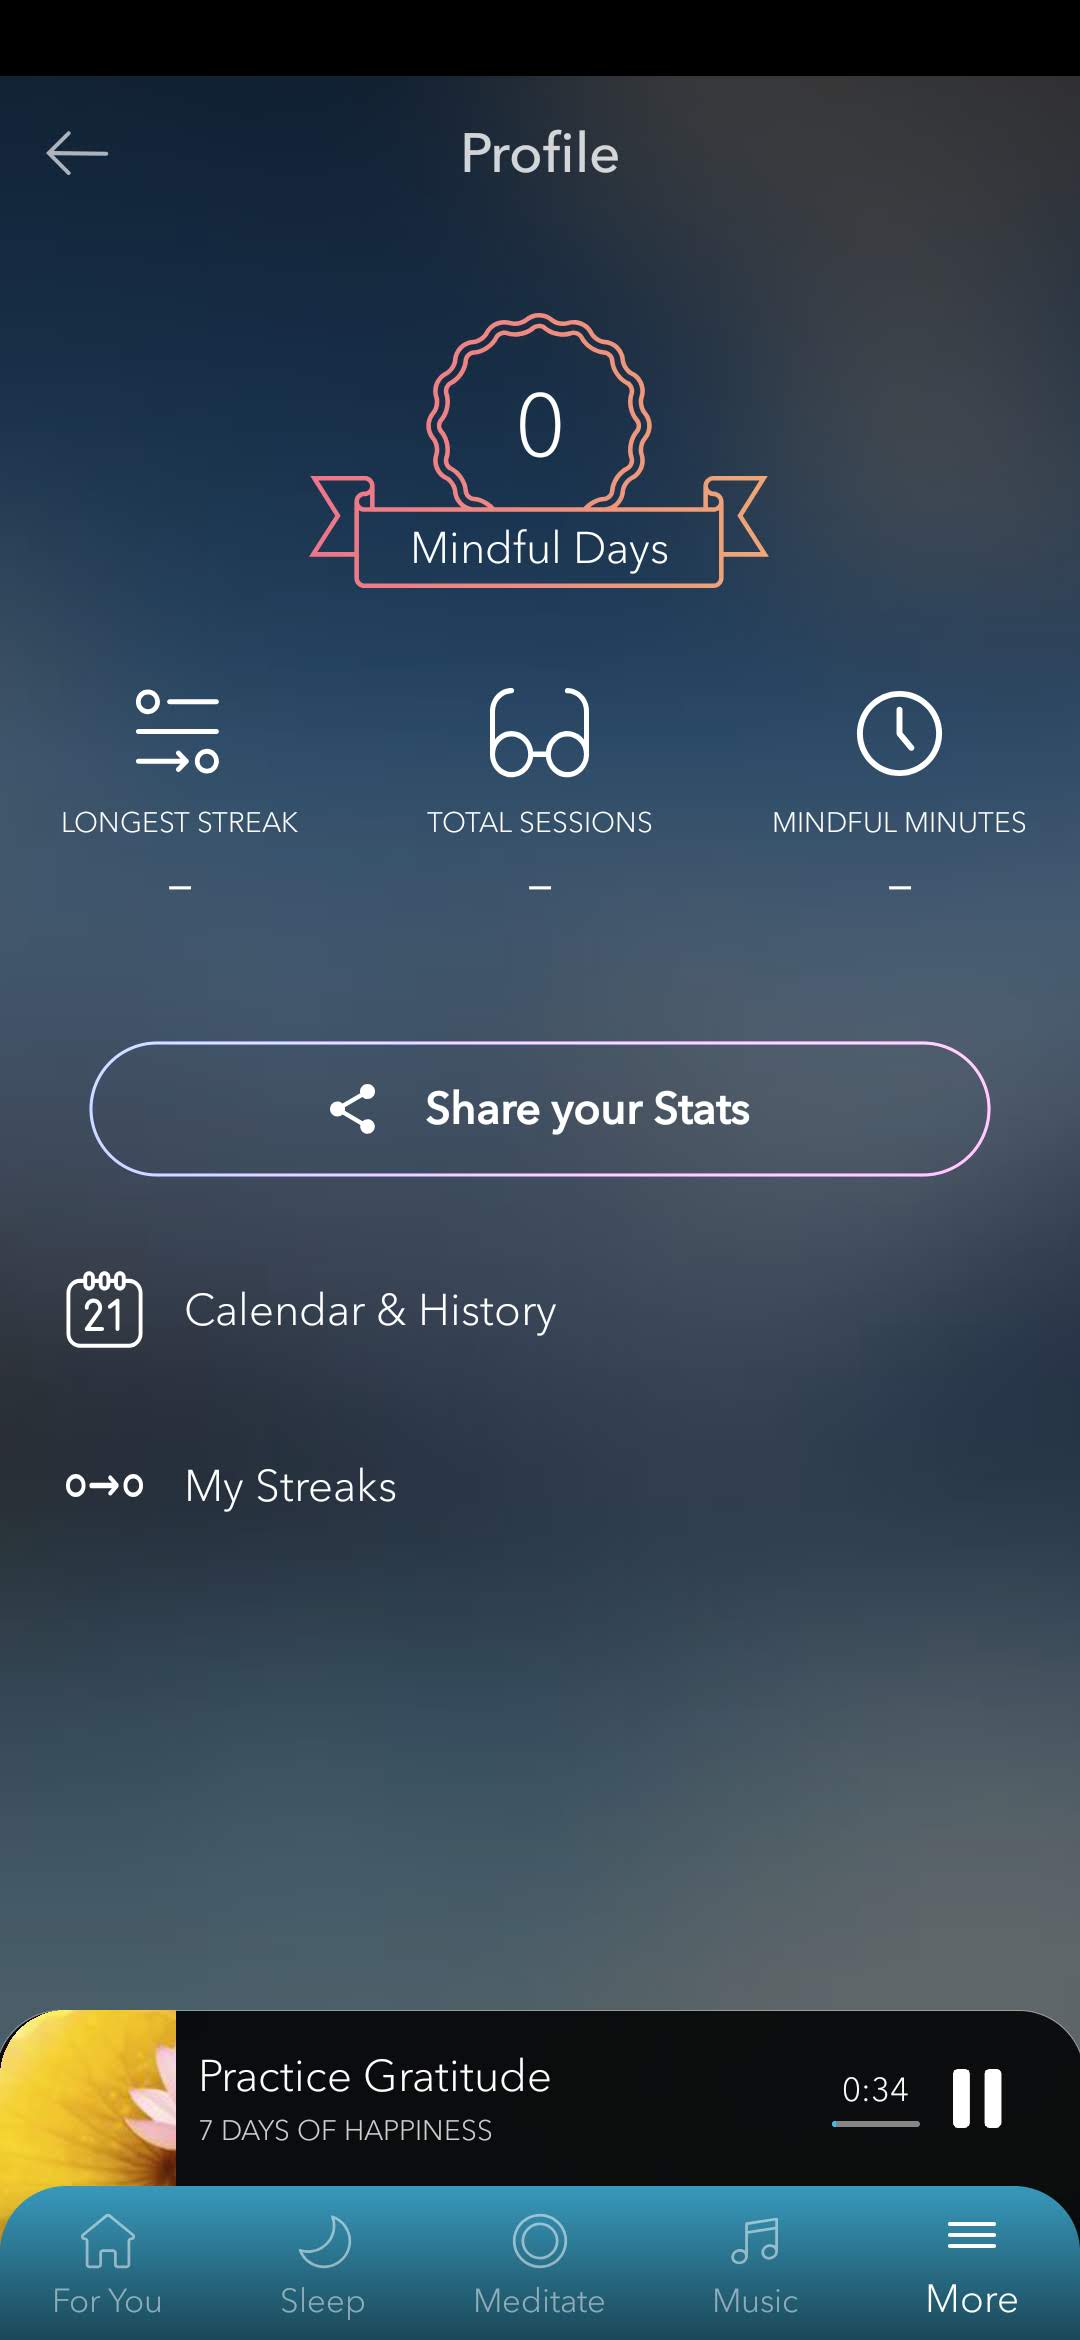 Profile
0
Mindful Days
LONGEST STREAK
TOTAL SESSIONS
MINDFUL MINUTES
–
–
–
Share your Stats
21
Calendar & History
My Streaks
Practice Gratitude
7 DAYS OF HAPPINESS
0:34
For You
Sleep
Meditate
Music
More